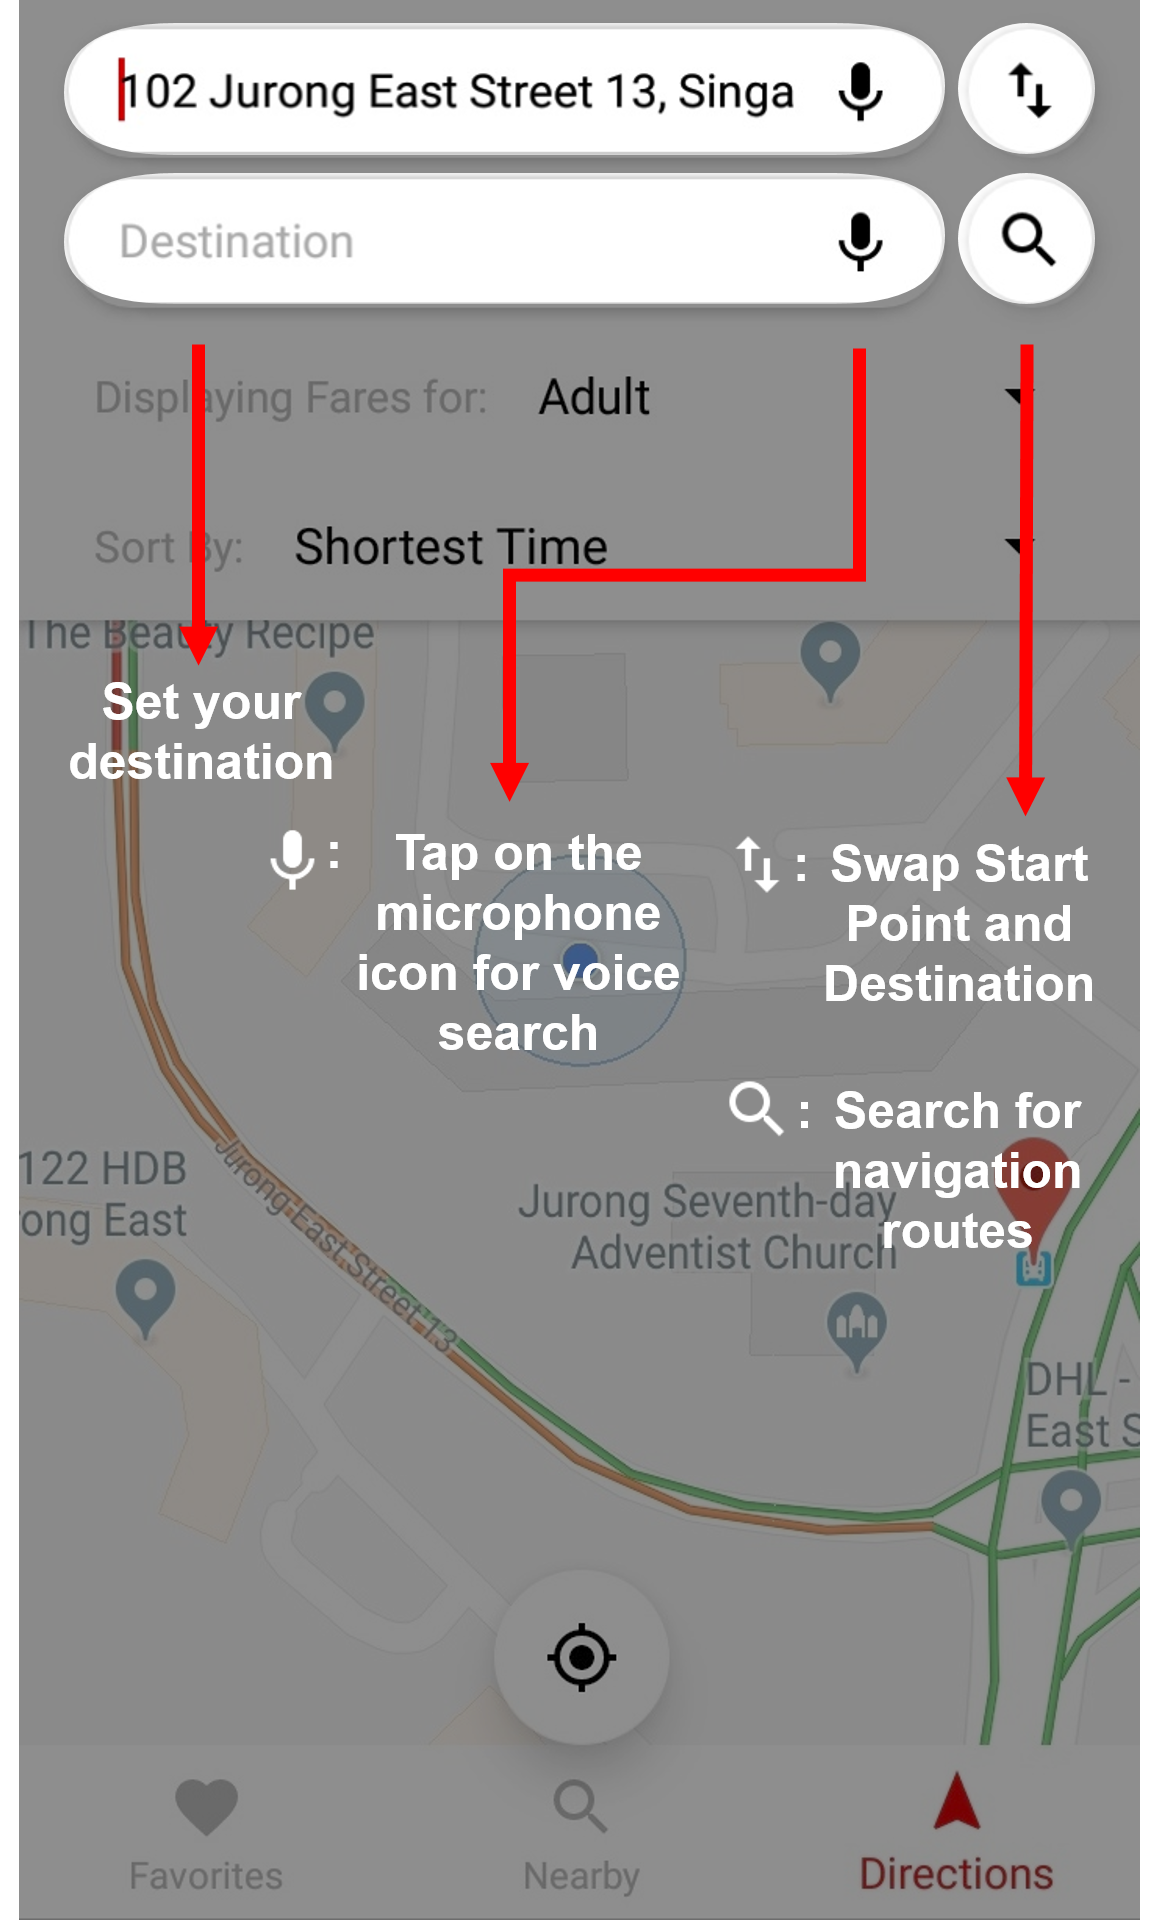 102 Jurong East Street 13, Singa
Destination
Displaying Fares for: Adult
Sort By: Shortest Time
The Beauty Recipe
Set your
destination
: Tap on the
microphone
icon for voice
search
: Swap Start
Point and
Destination
: Search for
navigation
routes
122 HDB
ong East
Jurong Seventh-day
Adventist Church
Jurong East Street 13
DHL -
East S
Favorites
Nearby
Directions